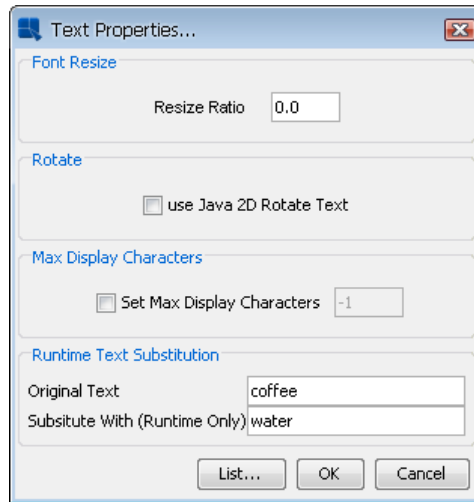 Text Properties...
Font Resize
Resize Ratio 0.0
Rotate
use Java 2D Rotate Text
Max Display Characters
Set Max Display Characters -1
Runtime Text Substitution
Original Text coffee
Subsitute With (Runtime Only) water
List... OK Cancel